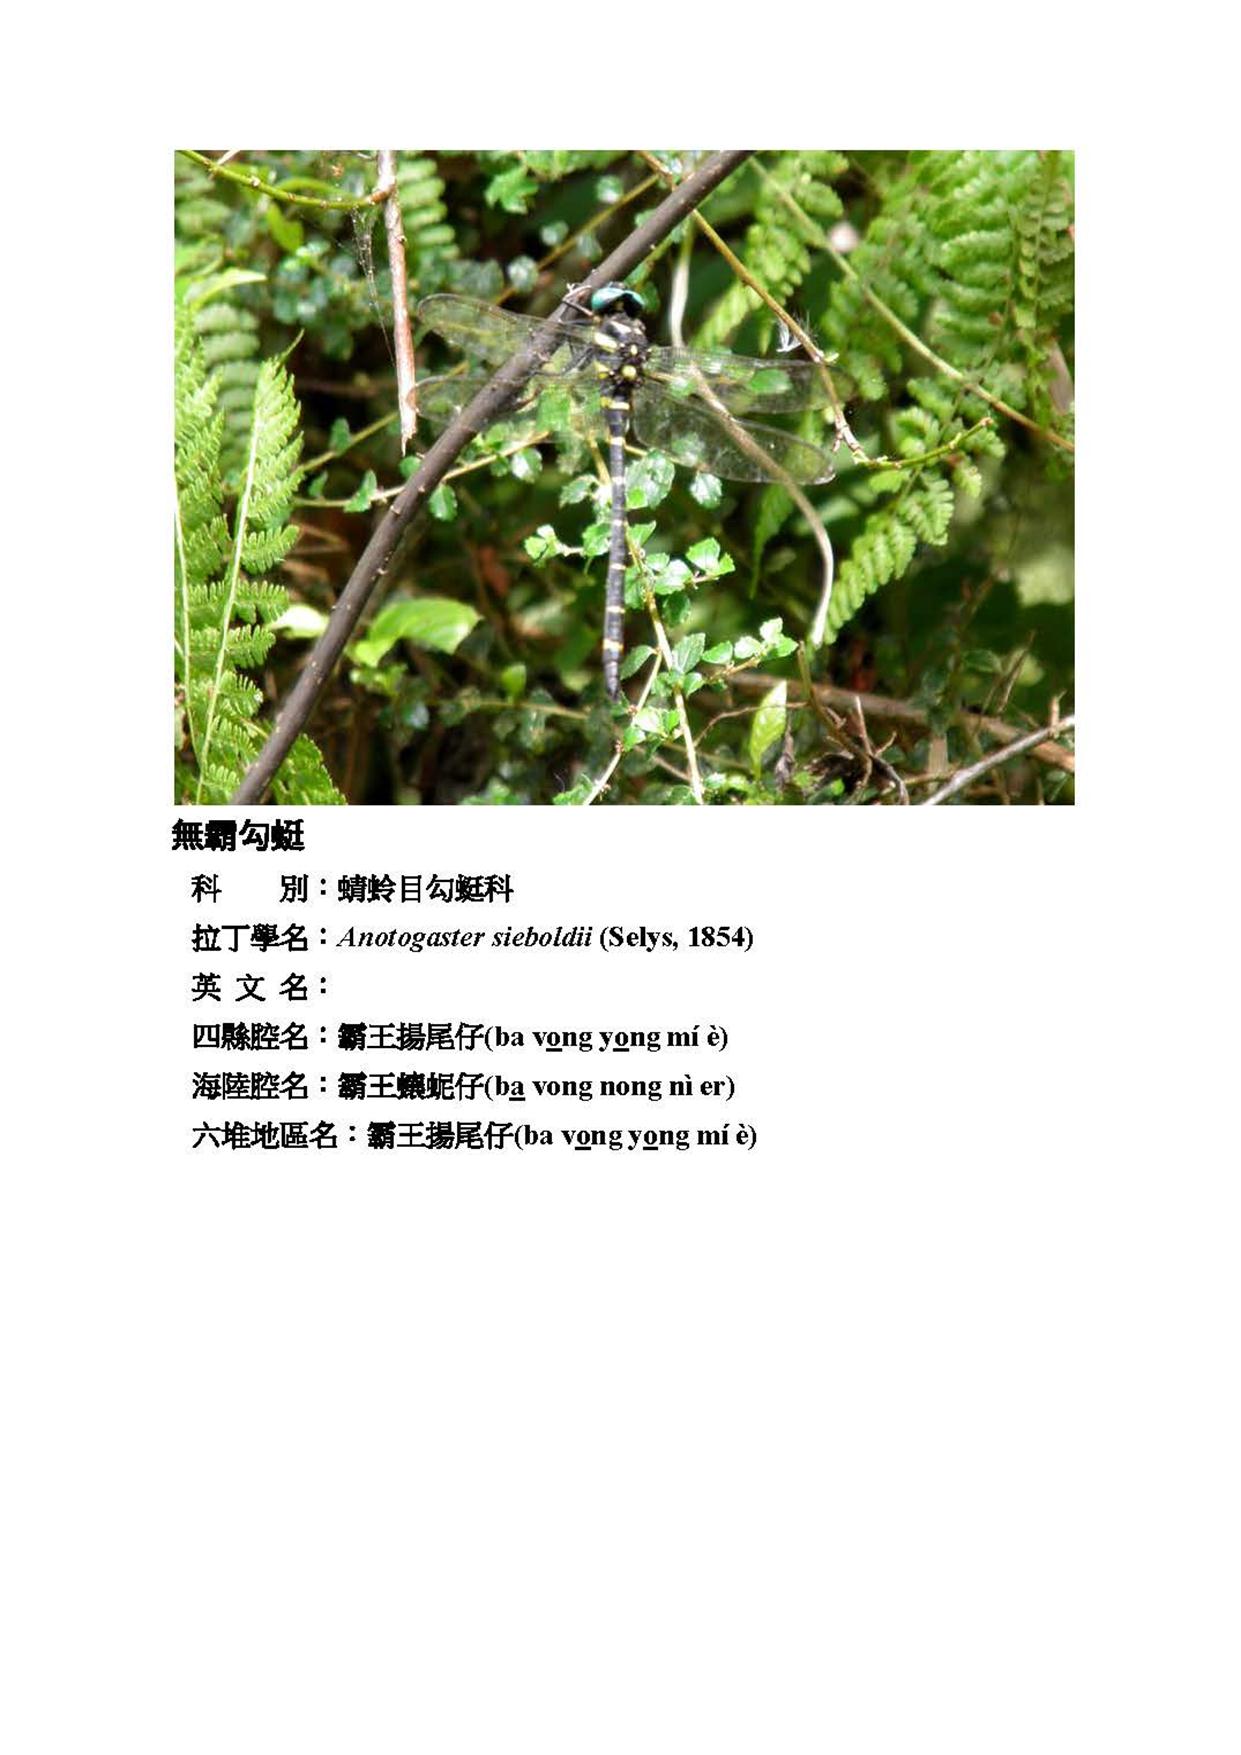 無霸勾蜓
科　　別：蜻蛉目勾蜓科
拉丁學名：Anotogaster sieboldii (Selys, 1854)
英 文 名：
四縣腔名：霸王揚尾仔(ba vong yong mí è)
海陸腔名：霸王蠰蚭仔(ba vong nong nì er)
六堆地區名：霸王揚尾仔(ba vong yong mí è)